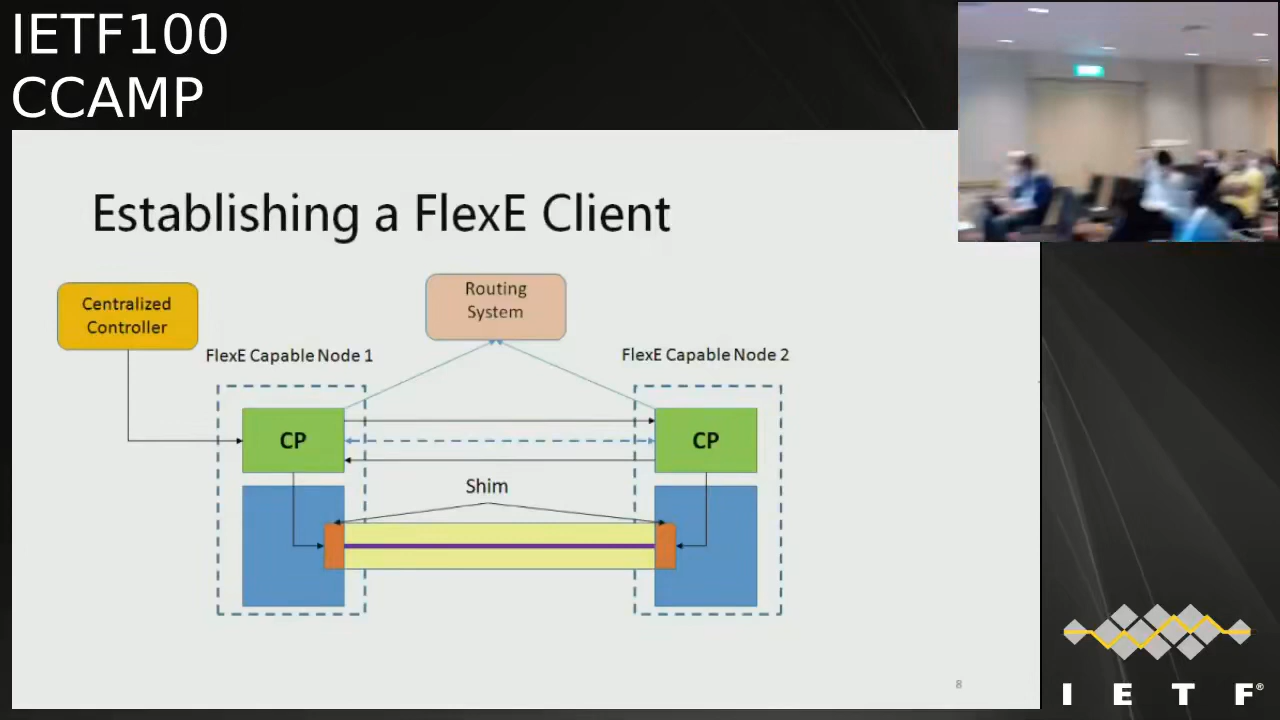 IETF100
CCAMP
Establishing a FlexE Client
Centralized
Controller
Routing
System
FlexE Capable Node 1
FlexE Capable Node 2
CP
CP
Shim
8
I E T F®